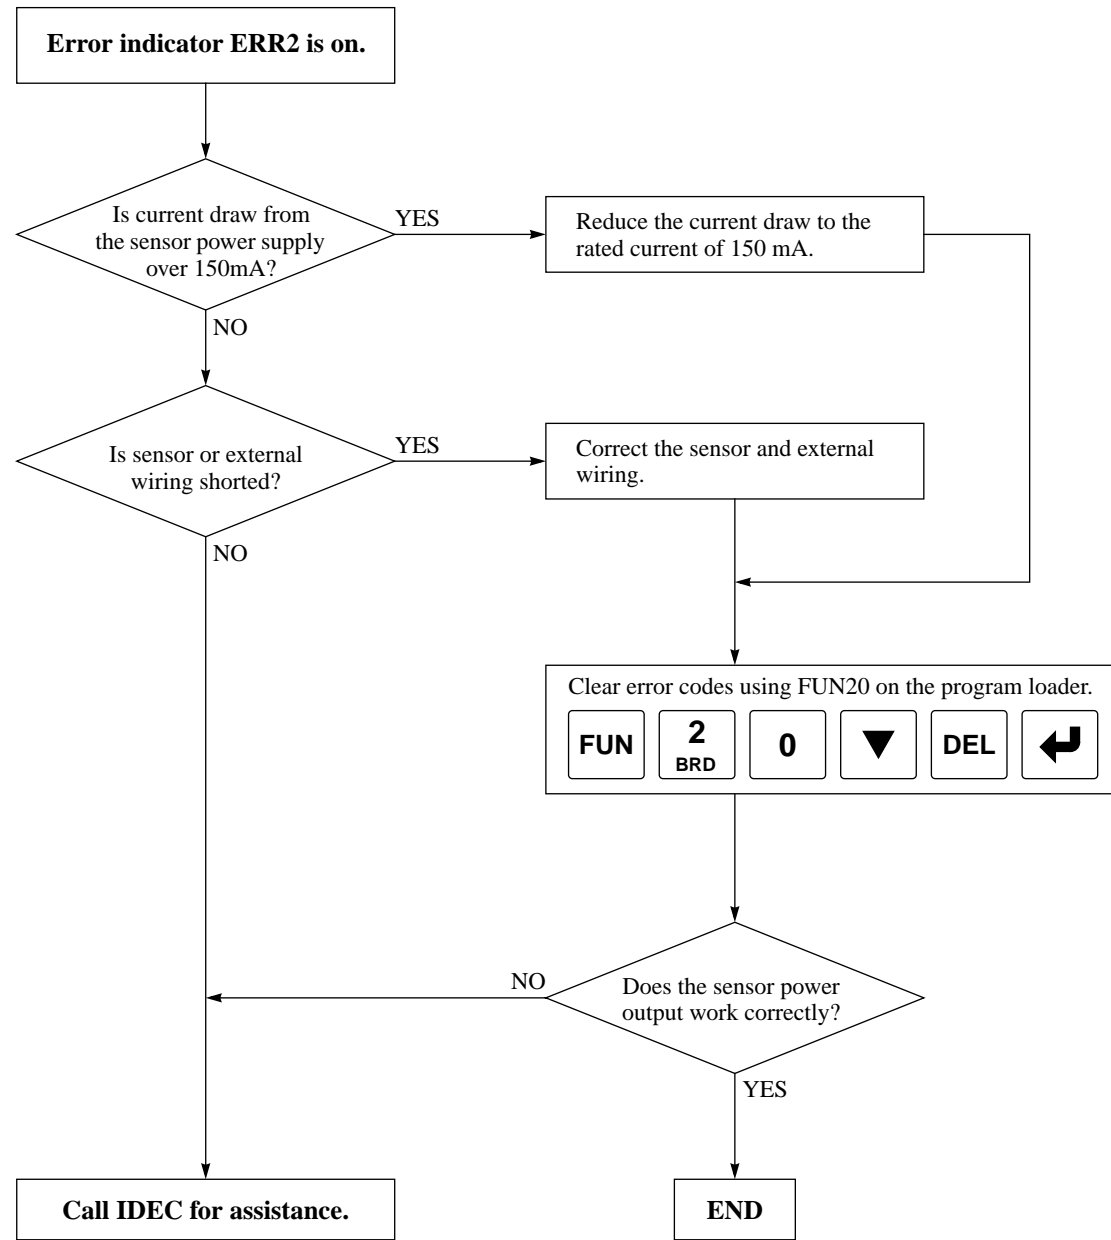 Error indicator ERR2 is on.
Is current draw from
the sensor power supply
over 150mA?
YES
Reduce the current draw to the
rated current of 150 mA.
NO
Is sensor or external
wiring shorted?
YES
Correct the sensor and external
wiring.
NO
Clear error codes using FUN20 on the program loader.
FUN
2
BRD
0
▼
DEL
Does the sensor power
output work correctly?
NO
YES
Call IDEC for assistance.
END